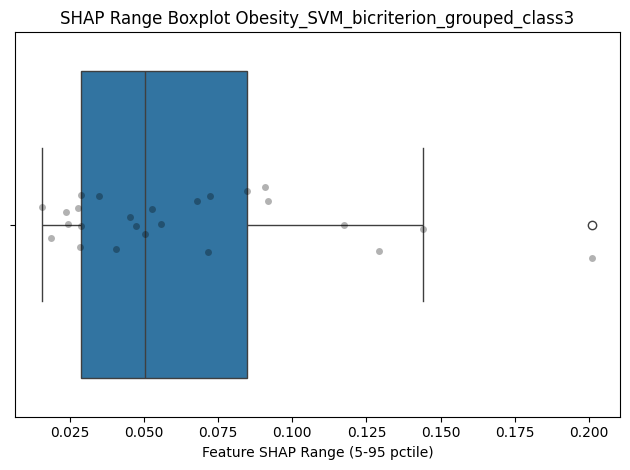 SHAP Range Boxplot Obesity_SVM_bicriterion_grouped_class3
0.025 0.050 0.075 0.100 0.125 0.150 0.175 0.200
Feature SHAP Range (5-95 pctile)